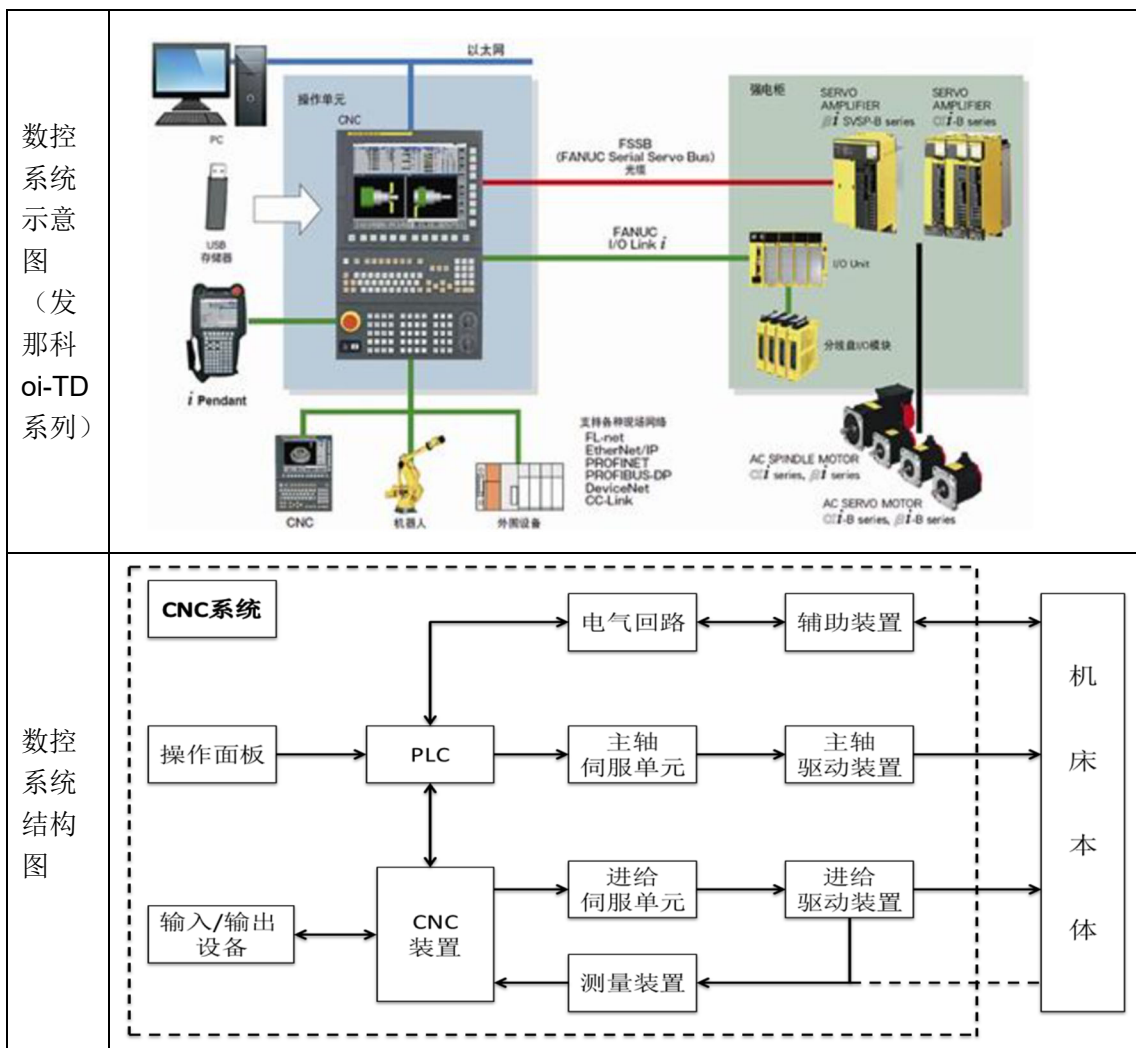 数控
系统
示意
图
（发
那科
oi-TD
系列）
以太网
操作单元
CNC
PC
USB
存储器
i Pendant
FSSB
(FANUC Serial Servo Bus)
光缆
FANUC
I/O Link i
强电柜
SERVO
AMPLIFIER
βi SVSP-B series
SERVO
AMPLIFIER
αi-B series
I/O Unit
分线盘I/O模块
CNC
机器人
外围设备
支持各种现场网络
FL-net
EtherNet/IP
PROFINET
PROFIBUS-DP
DeviceNet
CC-Link
AC SPINDLE MOTOR
αi series, βi series
AC SERVO MOTOR
αi-B series, βi-B series
数控
系统
结构
图
CNC系统
电气回路
辅助装置
操作面板
PLC
主轴
伺服单元
主轴
驱动装置
输入/输出
设备
CNC
装置
进给
伺服单元
进给
驱动装置
测量装置
机
床
本
体